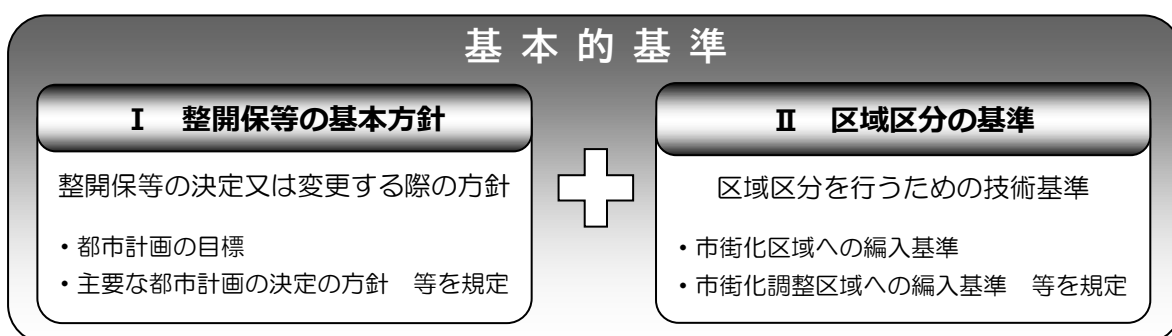 基本的基準
Ⅰ 整開保等の基本方針
整開保等の決定又は変更する際の方針
・都市計画の目標
・主要な都市計画の決定の方針 等を規定
Ⅱ 区域区分の基準
区域区分を行うための技術基準
・市街化区域への編入基準
・市街化調整区域への編入基準 等を規定